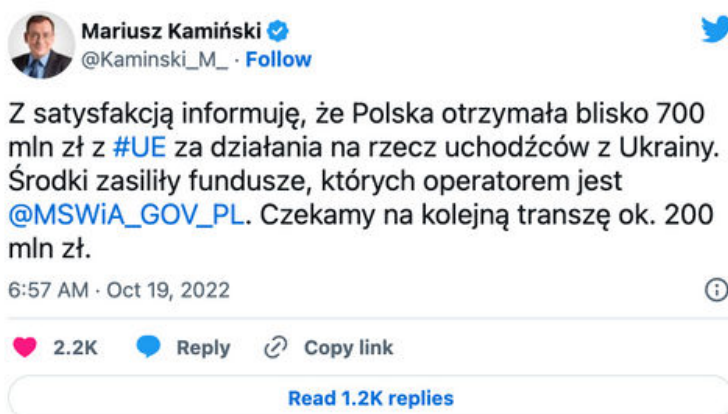 Mariusz Kamiński
@Kaminski_M_ · Follow
Z satysfakcją informuję, że Polska otrzymała blisko 700
mln zł z #UE za działania na rzecz uchodźców z Ukrainy.
Środki zasiliły fundusze, których operatorem jest
@MSWiA_GOV_PL. Czekamy na kolejną transzę ok. 200
mln zł.
6:57 AM · Oct 19, 2022
2.2K Reply Copy link
Read 1.2K replies